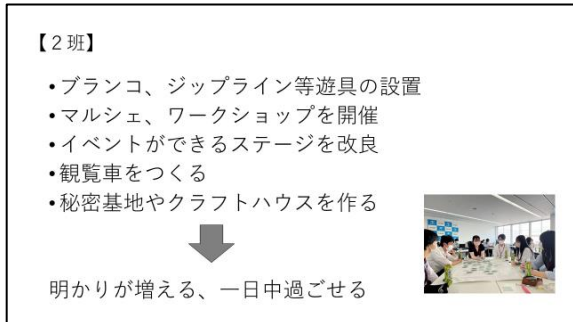 【２班】
•ブランコ、ジップライン等遊具の設置
•マルシェ、ワークショップを開催
•イベントができるステージを改良
•観覧車をつくる
•秘密基地やクラフトハウスを作る
明かりが増える、一日中過ごせる